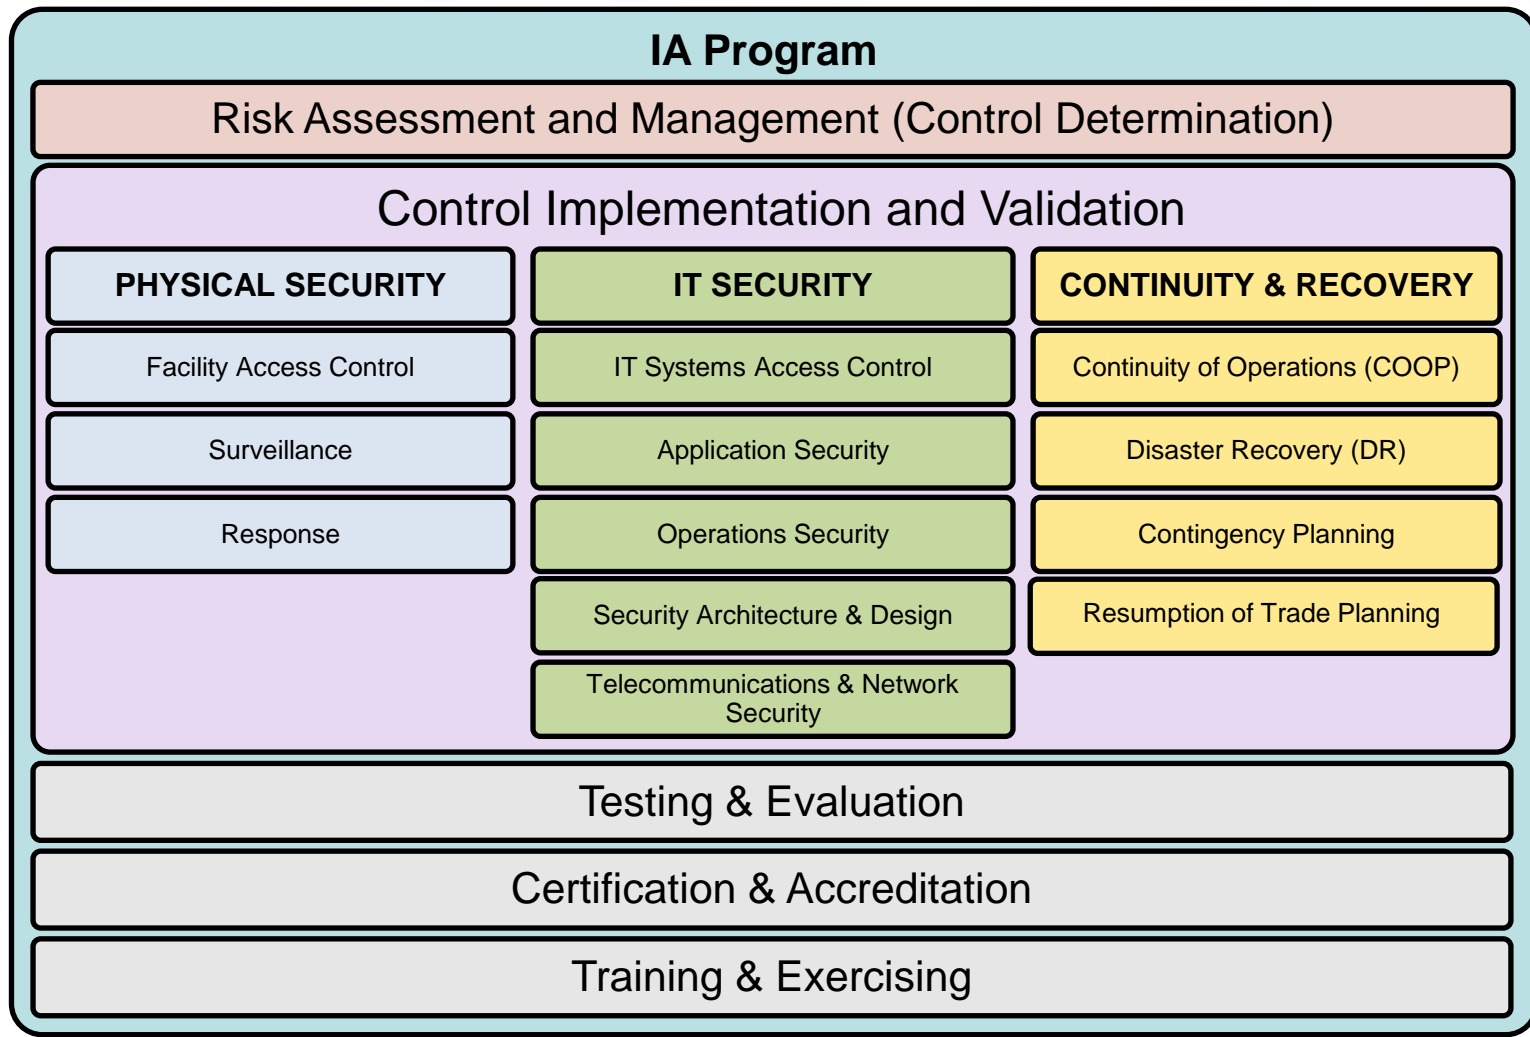 IA Program
Risk Assessment and Management (Control Determination)
Control Implementation and Validation
PHYSICAL SECURITY
Facility Access Control
Surveillance
Response
IT SECURITY
IT Systems Access Control
Application Security
Operations Security
Security Architecture & Design
Telecommunications & Network
Security
CONTINUITY & RECOVERY
Continuity of Operations (COOP)
Disaster Recovery (DR)
Contingency Planning
Resumption of Trade Planning
Testing & Evaluation
Certification & Accreditation
Training & Exercising